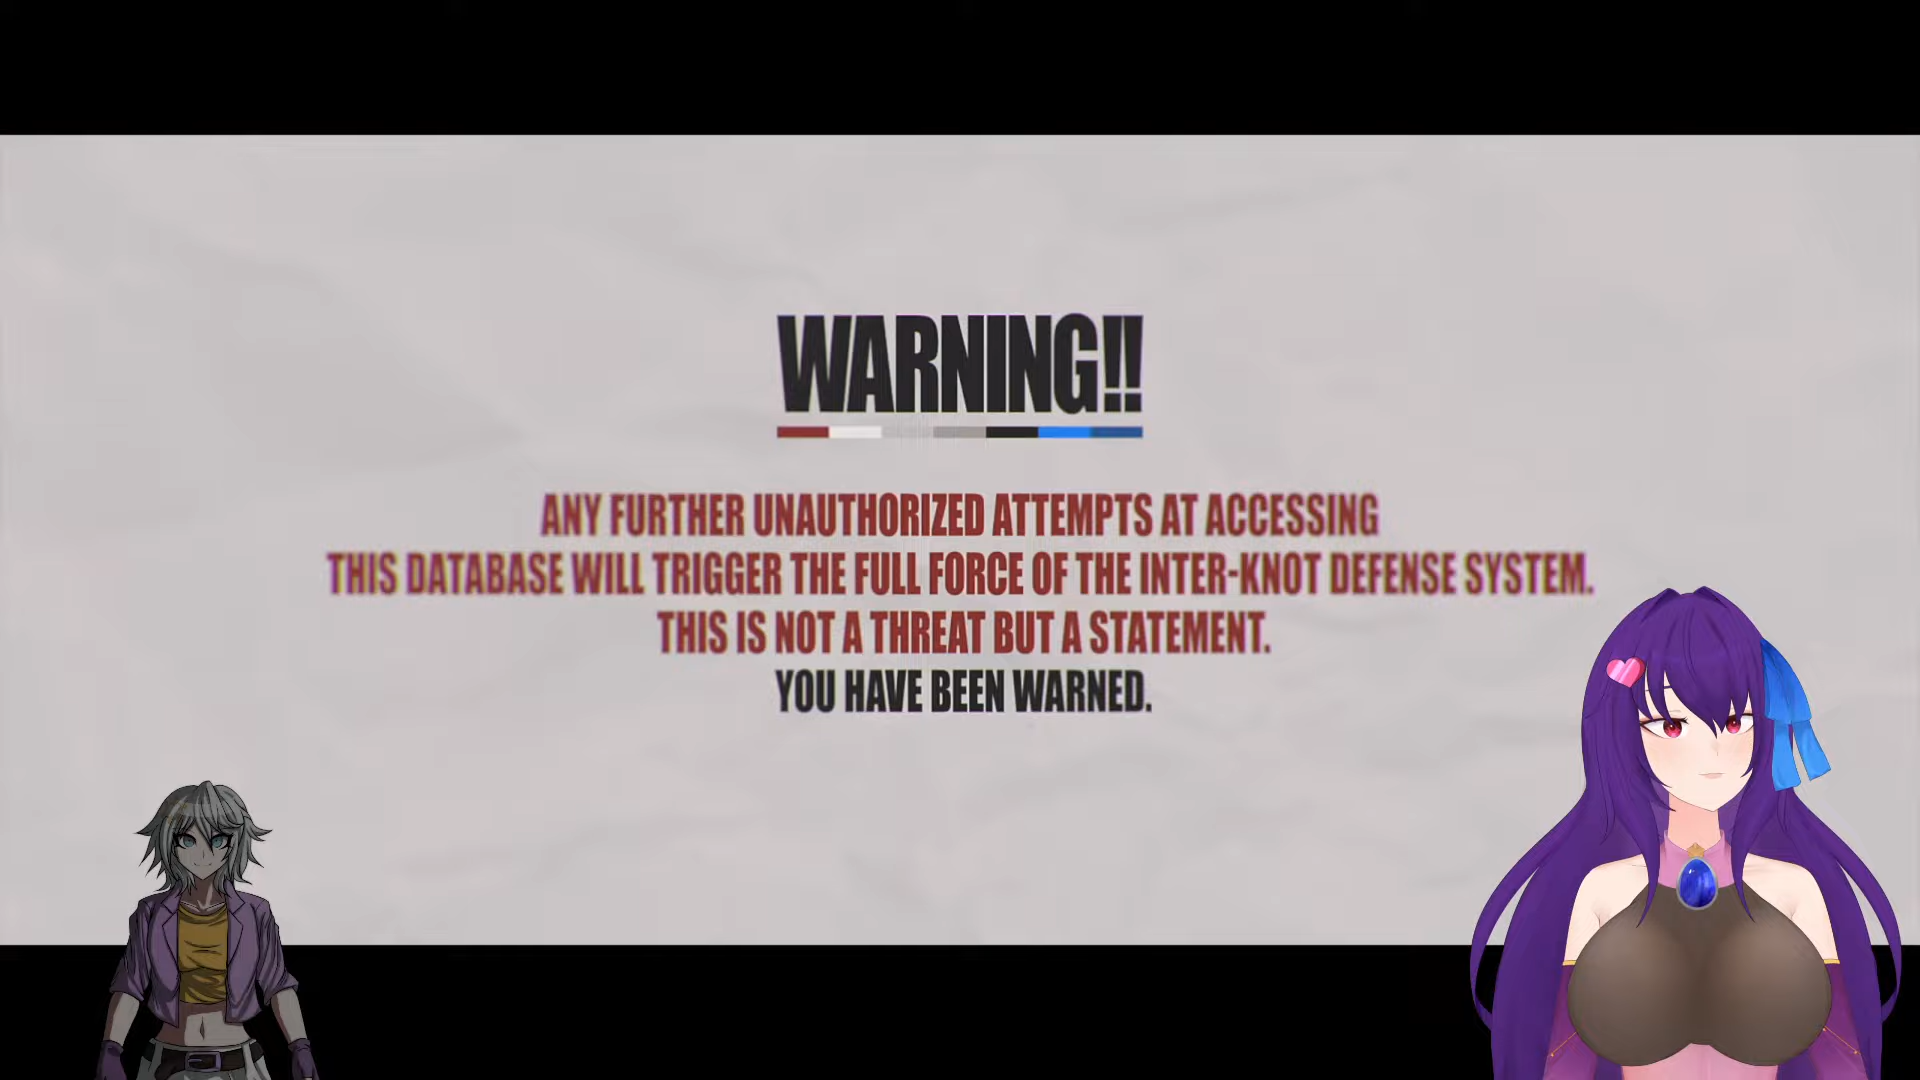 WARNING!!
ANY FURTHER UNAUTHORIZED ATTEMPTS AT ACCESSING
THIS DATABASE WILL TRIGGER THE FULL FORCE OF THE INTER-KNOT DEFENSE SYSTEM.
THIS IS NOT A THREAT BUT A STATEMENT.
YOU HAVE BEEN WARNED.